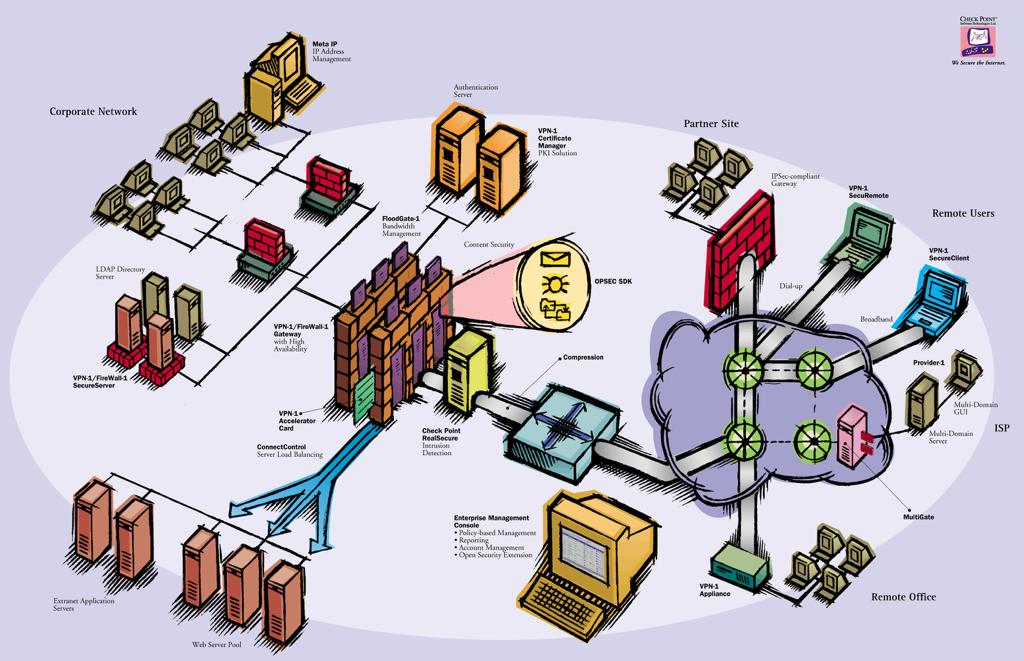 CHECK POINT
Software Technologies Ltd.
We Secure the Internet.
Meta IP
IP Address
Management
Corporate Network
Authentication
Server
VPN-1
Certificate
Manager
PKI Solution
Partner Site
IPSec-compliant
Gateway
VPN-1
SecuRemote
Remote Users
VPN-1
SecureClient
FloodGate-1
Bandwidth
Management
Content Security
OPSEC SDK
LDAP Directory
Server
Dial-up
Broadband
VPN-1/FireWall-1
Gateway
with High
Availability
Compression
Provider-1
VPN-1/FireWall-1
SecureServer
Multi-Domain
GUI
VPN-1
Accelerator
Card
Check Point
RealSecure
Intrusion
Detection
Multi-Domain
Server
ISP
ConnectControl
Server Load Balancing
Enterprise Management
Console
• Policy-based Management
• Reporting
• Account Management
• Open Security Extension
MultiGate
VPN-1
Appliance
Remote Office
Extranet Application
Servers
Web Server Pool